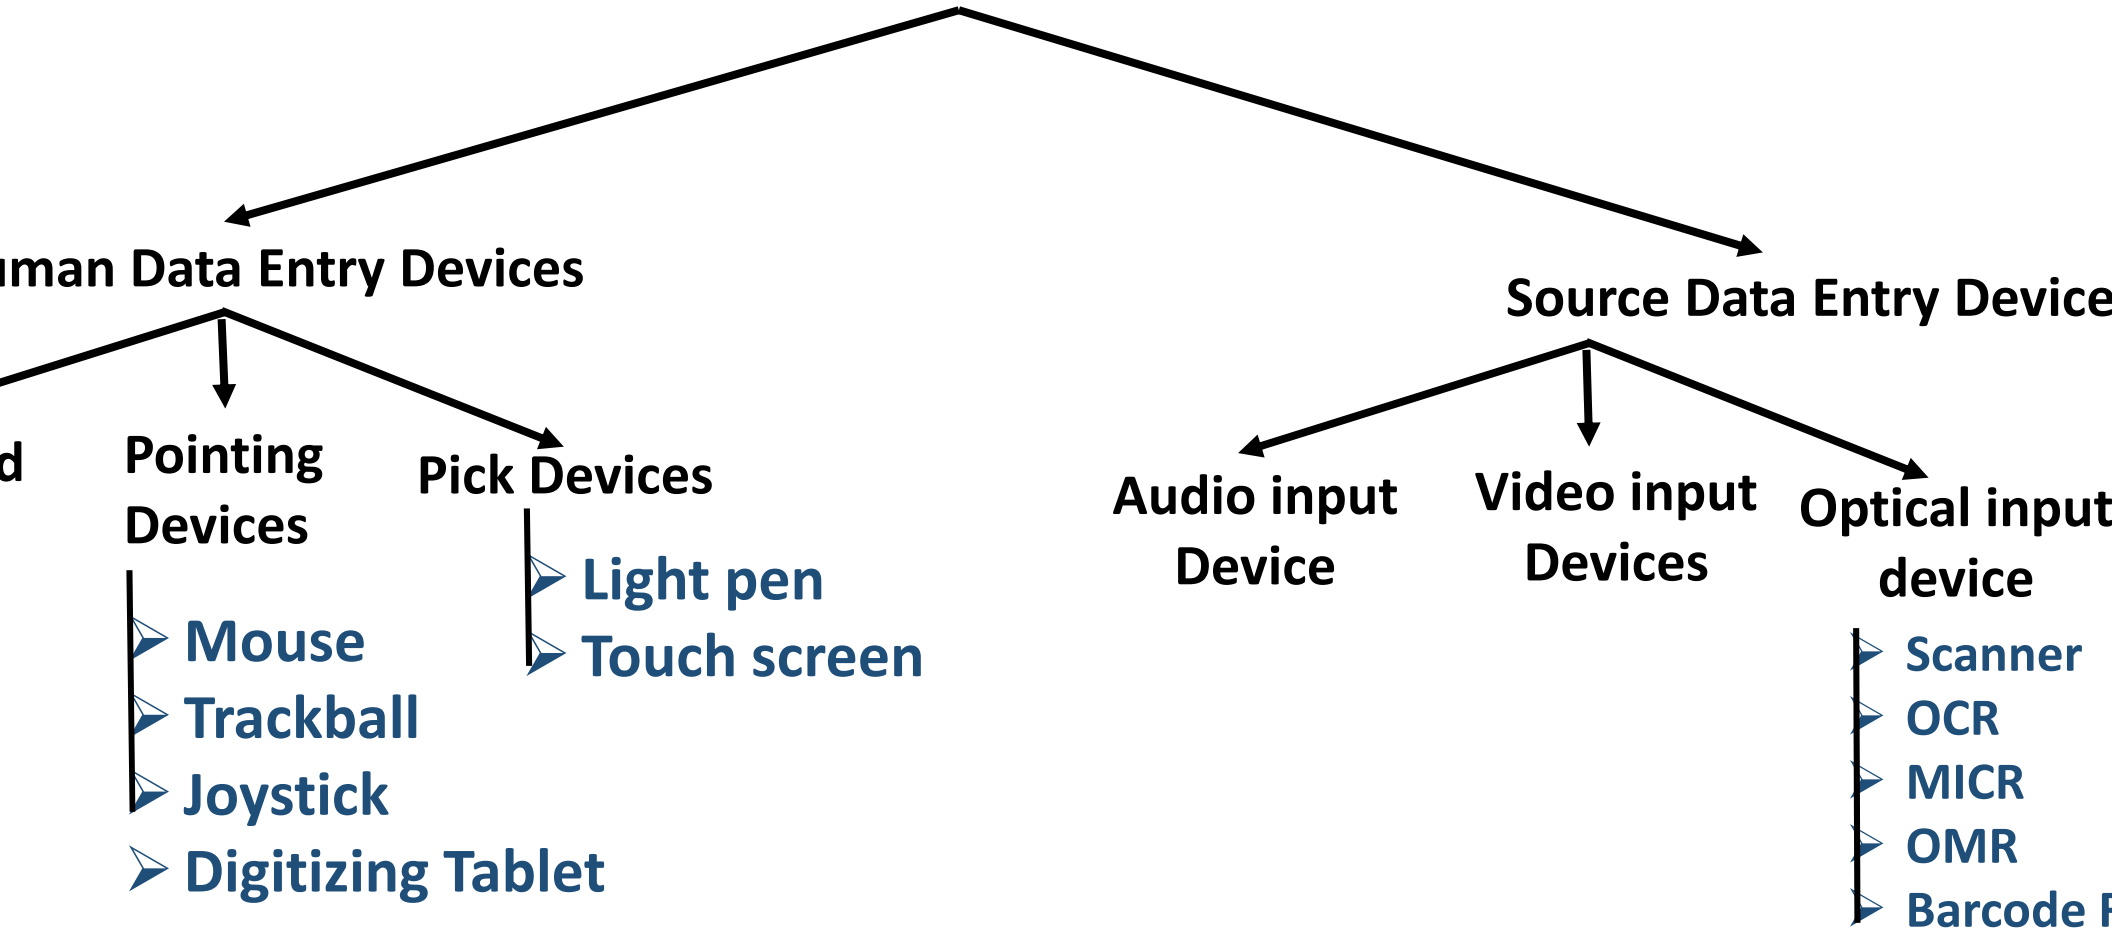 uman Data Entry Devices
Source Data Entry Device
d
Pointing
Devices
Mouse
Trackball
Joystick
Digitizing Tablet
Pick Devices
Light pen
Touch screen
Audio input
Device
Video input
Devices
Optical input
device
Scanner
OCR
MICR
OMR
Barcode